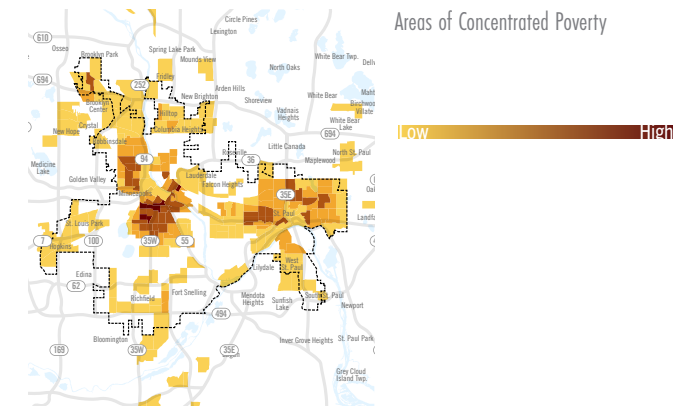 Areas of Concentrated Poverty
Low
High
Circle Pines
Lexington
610
Osseo
Brooklyn Park
Spring Lake Park
Mounds View
White Bear Twp.
North Oaks
694
252
Fridley
Arden Hills
New Brighton
Shoreview
White Bear
Vadnais
Heights
Birchwood
Village
Brooklyn
Center
Hilltop
Columbia Heights
White Bear
Lake
New Hope
Crystal
Robbinsdale
694
Little Canada
Roseville
36
Maplewood
North St. Paul
94
Medicine
Lake
Golden Valley
Lauderdale
Falcon Heights
Minneapolis
35E
St. Paul
St. Louis Park
7
Hopkins
100
35W
55
Edina
62
Lilydale
West
St. Paul
Richfield
Fort Snelling
Mendota
Heights
Sunfish
Lake
South St. Paul
Newport
494
Bloomington
169
35W
35E
Inver Grove Heights
St. Paul Park
Grey Cloud
Island Twp.